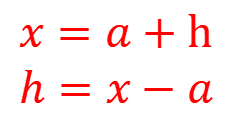 x = a + h
h = x − a